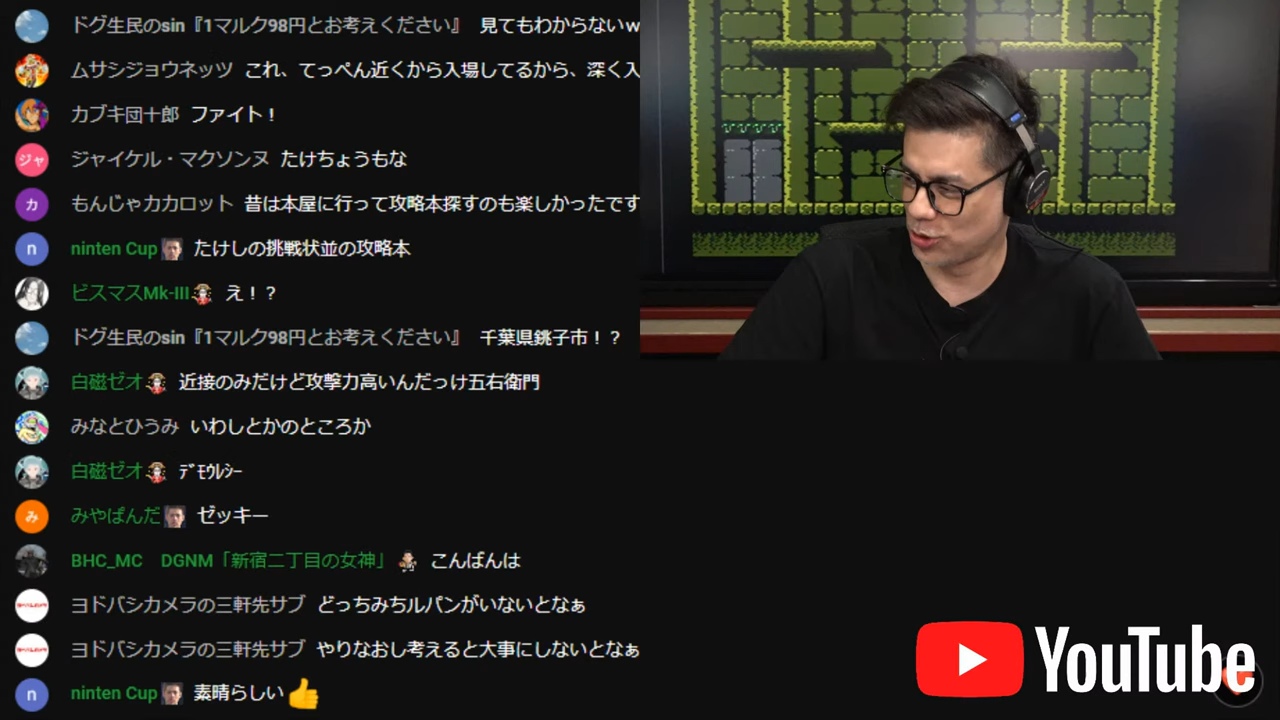 ドグ生民のsin『1マルク98円とお考えください』 見てもわからないw
ムサシジョウネッツ これ、てっぺん近くから入場してるから、深く入
カブキ団十郎 ファイト！
ジャ ジャイケル・マクソンヌ たけちょうもな
カ もんじゃカカロット 昔は本屋に行って攻略本探すのも楽しかったです
n ninten Cup たけしの挑戦状並の攻略本
ビスマスMk-III え！？
ドグ生民のsin『1マルク98円とお考えください』 千葉県銚子市！？
白磁ゼオ 近接のみだけど攻撃力高いんだっけ五右衛門
みなとひうみ いわしとかのところか
白磁ゼオ ﾃﾞﾓｳﾚｼｰ
み みやぱんだ ゼッキー
BHC_MC　DGNM「新宿二丁目の女神」 こんばんは
ヨドバシカメラの三軒先サブ どっちみちルパンがいないとなぁ
ヨドバシカメラの三軒先サブ やりなおし考えると大事にしないとなぁ
n ninten Cup 素晴らしい👍
YouTube